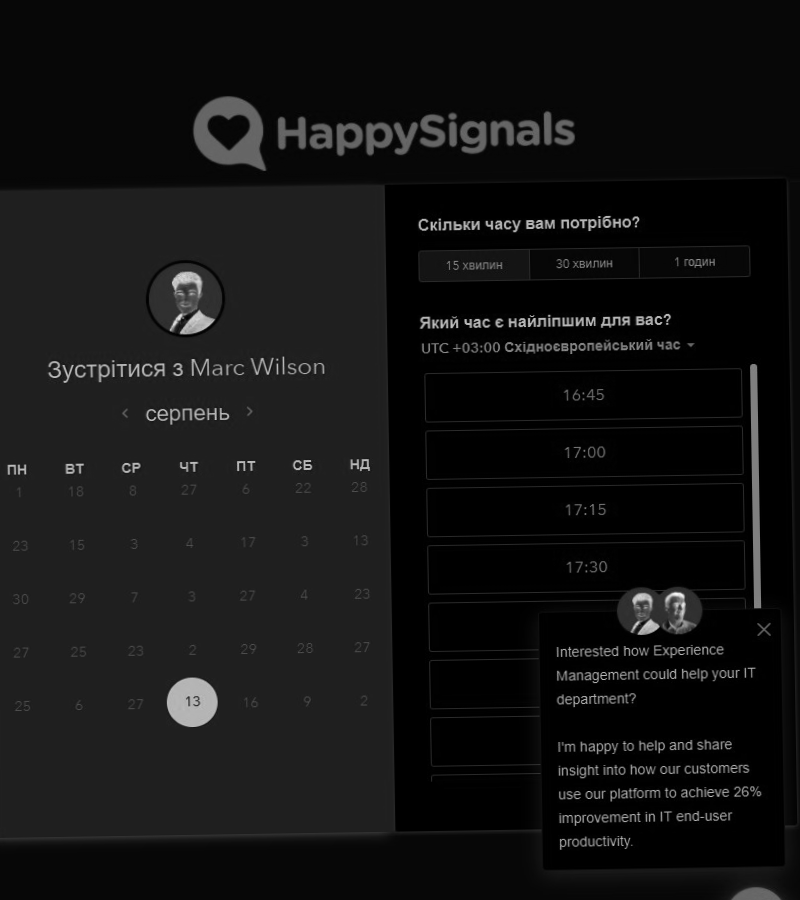 HappySignals
Зустрітися з Marc Wilson
серпень
ПН ВТ СР ЧТ ПТ СБ НД
1 18 8 27 6 22 28
23 15 3 4 17 3 13
30 29 7 3 27 4 23
27 25 23 2 29 28 27
25 6 27 13 16 9 2
Скільки часу вам потрібно?
15 хвилин 30 хвилин 1 годин
Який час є найліпшим для вас?
UTC +03:00 Східноєвропейський час
16:45
17:00
17:15
17:30
Interested how Experience
Management could help your IT
department?
I'm happy to help and share
insight into how our customers
use our platform to achieve 26%
improvement in IT end-user
productivity.